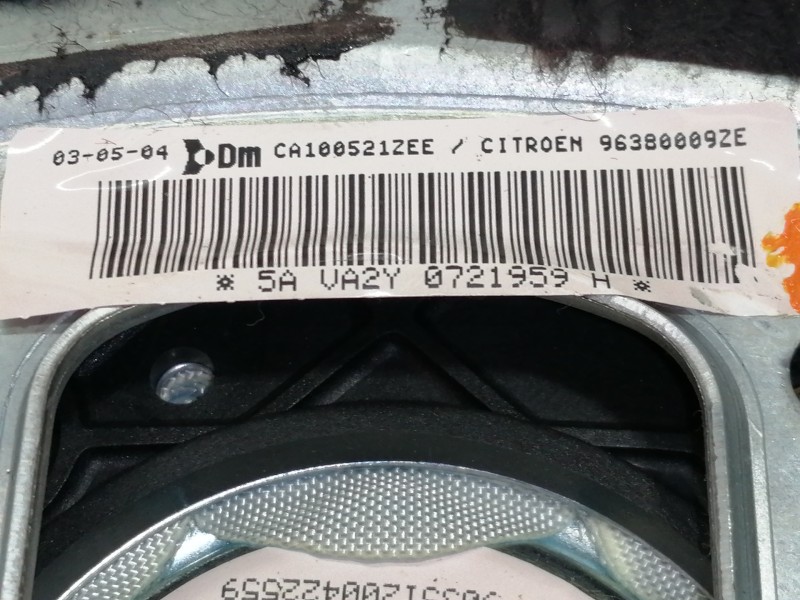 03-05-04 Dm CA100521ZEE / CITROEN 96380009ZE
* 5A VA2Y 0721959 H *